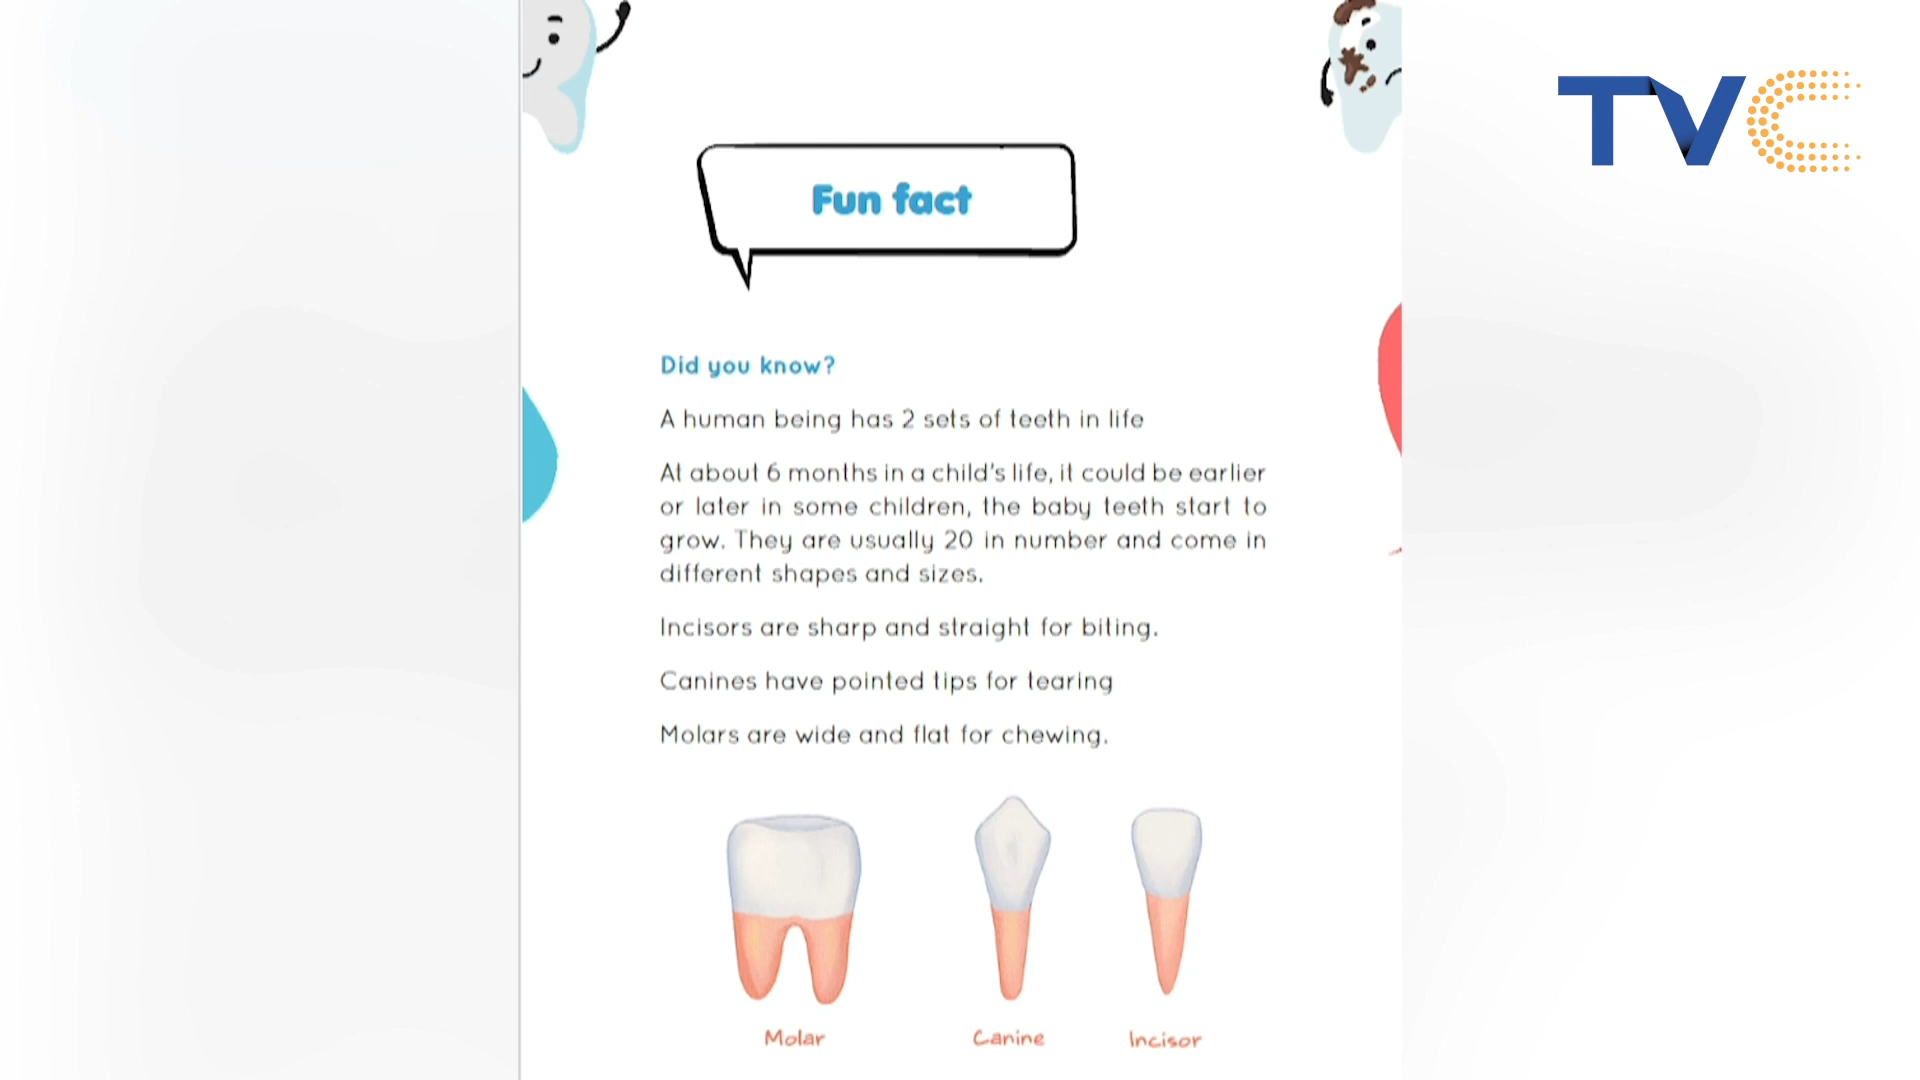 TVC
Fun fact
Did you know?
A human being has 2 sets of teeth in life
At about 6 months in a child's life, it could be earlier
or later in some children, the baby teeth start to
grow. They are usually 20 in number and come in
different shapes and sizes.
Incisors are sharp and straight for biting.
Canines have pointed tips for tearing
Molars are wide and flat for chewing.
Molar
Canine
Incisor